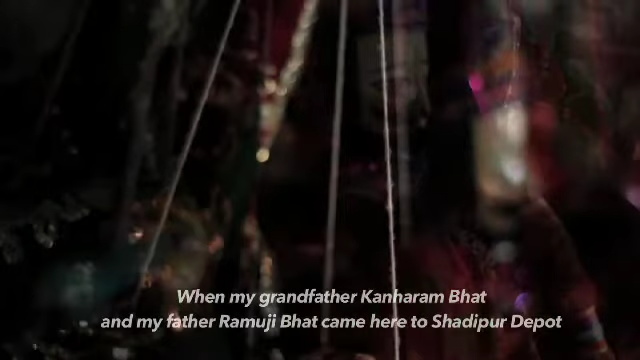 When my grandfather Kanharam Bhat
and my father Ramuji Bhat came here to Shadipur Depot